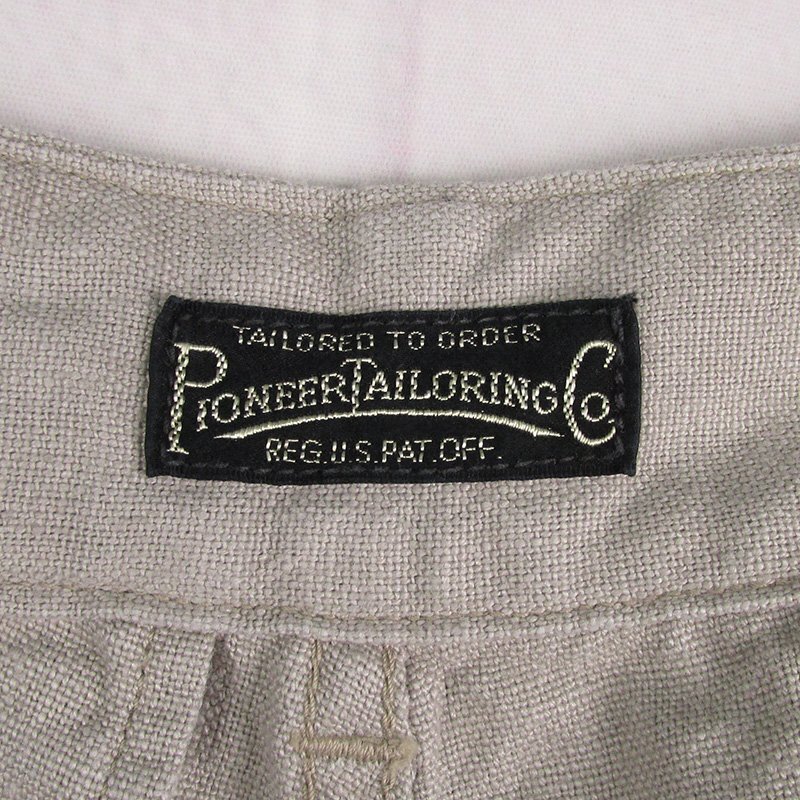 TAILORED TO ORDER
PIONEER TAILORING CO
REG. U.S. PAT. OFF.